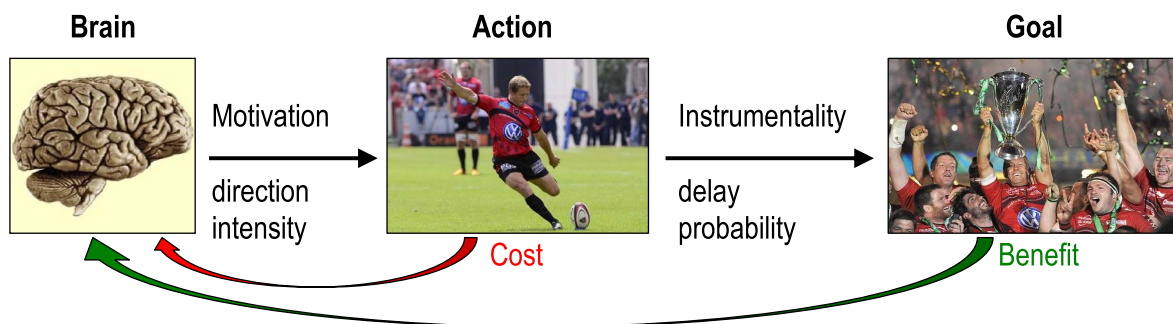 Brain
Action
Goal
Motivation
direction
intensity
Instrumentality
delay
probability
Cost
Benefit